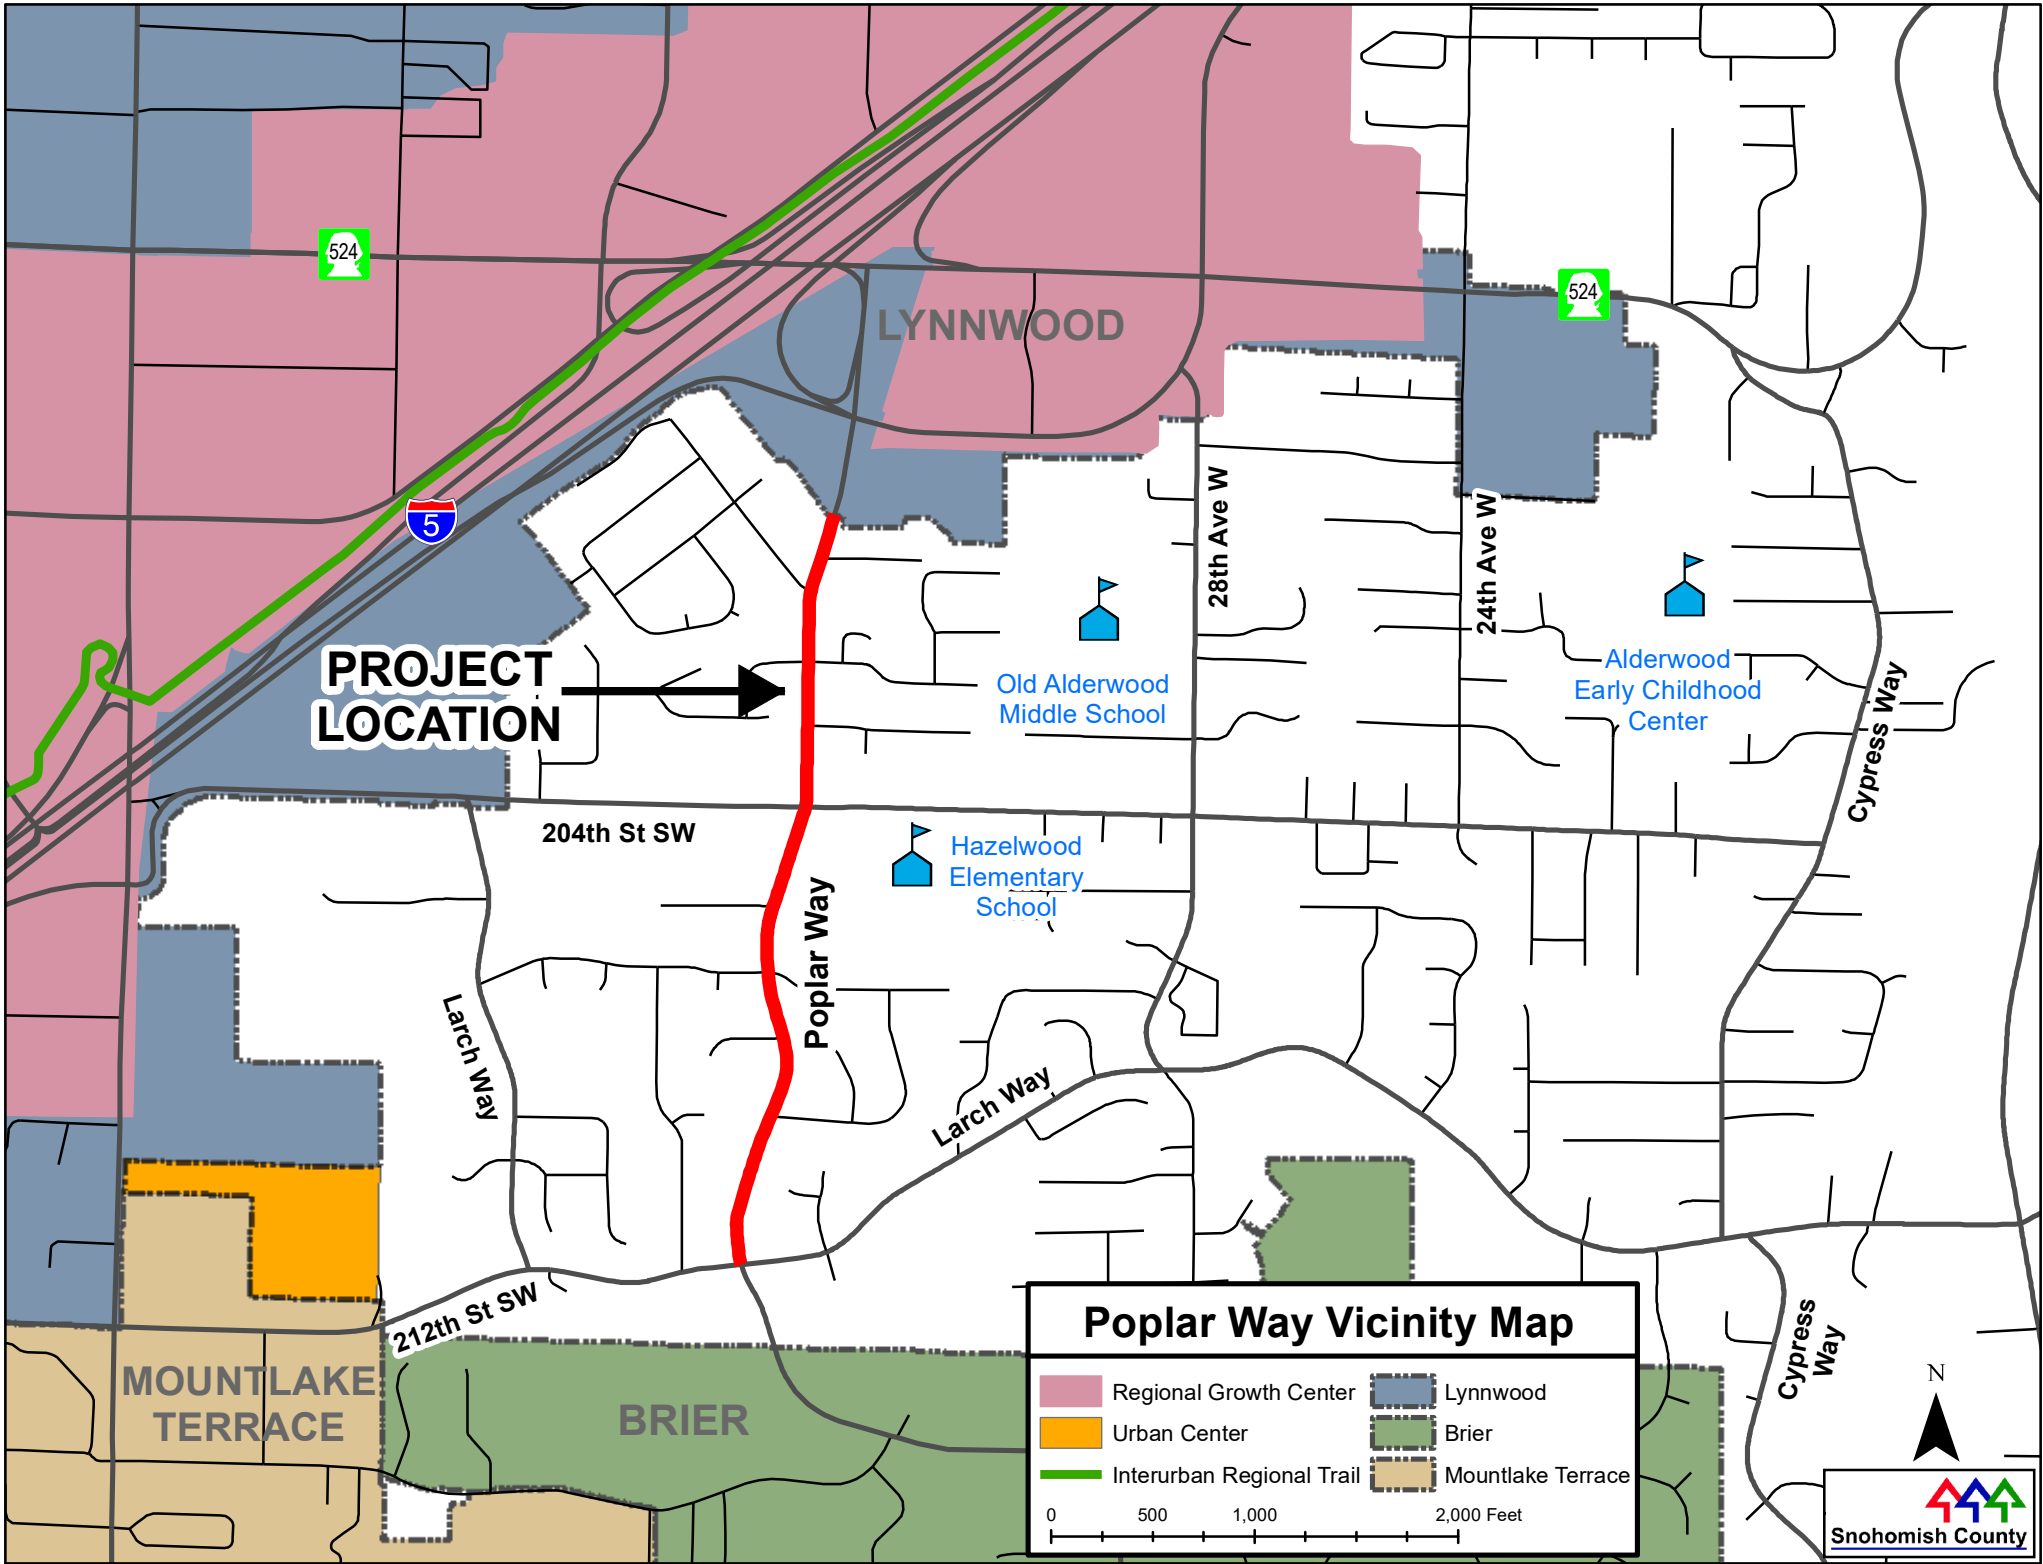 524
524
LYNNWOOD
5
28th Ave W
24th Ave W
PROJECT
LOCATION
Old Alderwood
Middle School
Alderwood
Early Childhood
Center
Cypress Way
204th St SW
Hazelwood
Elementary
School
Poplar Way
Larch Way
Larch Way
212th St SW
MOUNTLAKE
TERRACE
BRIER
Cypress
Way
Poplar Way Vicinity Map
Regional Growth Center
Lynnwood
Urban Center
Brier
Interurban Regional Trail
Mountlake Terrace
0 500 1,000 2,000 Feet
N
Snohomish County